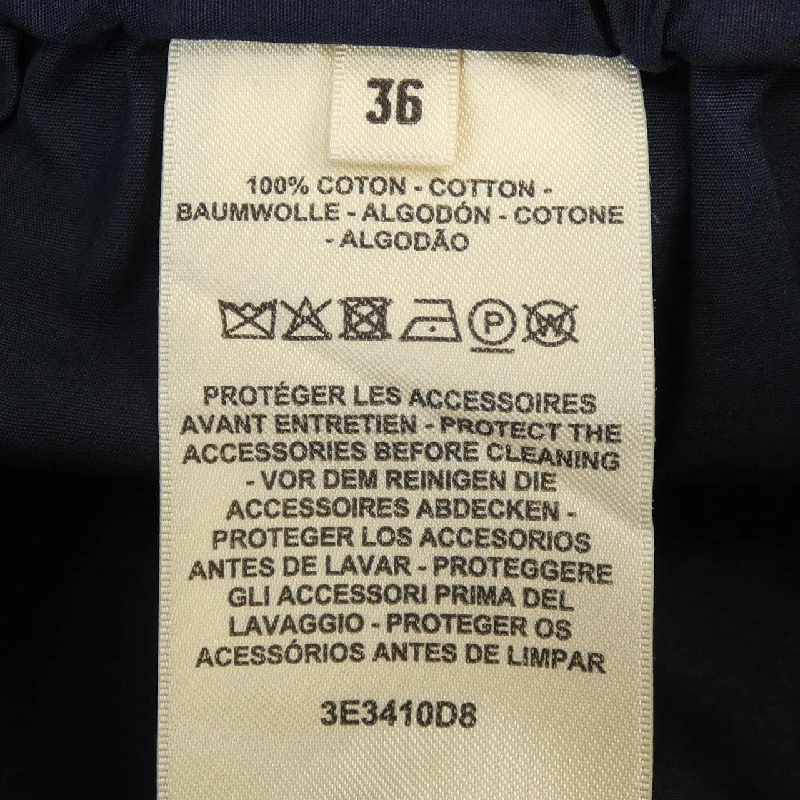 36
100% COTON - COTTON -
BAUMWOLLE - ALGODÓN - COTONE
- ALGODÃO
P W
PROTÉGER LES ACCESSOIRES
AVANT ENTRETIEN - PROTECT THE
ACCESSORIES BEFORE CLEANING
- VOR DEM REINIGEN DIE
ACCESSOIRES ABDECKEN -
PROTEGER LOS ACCESORIOS
ANTES DE LAVAR - PROTEGGERE
GLI ACCESSORI PRIMA DEL
LAVAGGIO - PROTEGER OS
ACESSÓRIOS ANTES DE LIMPAR
3E3410D8